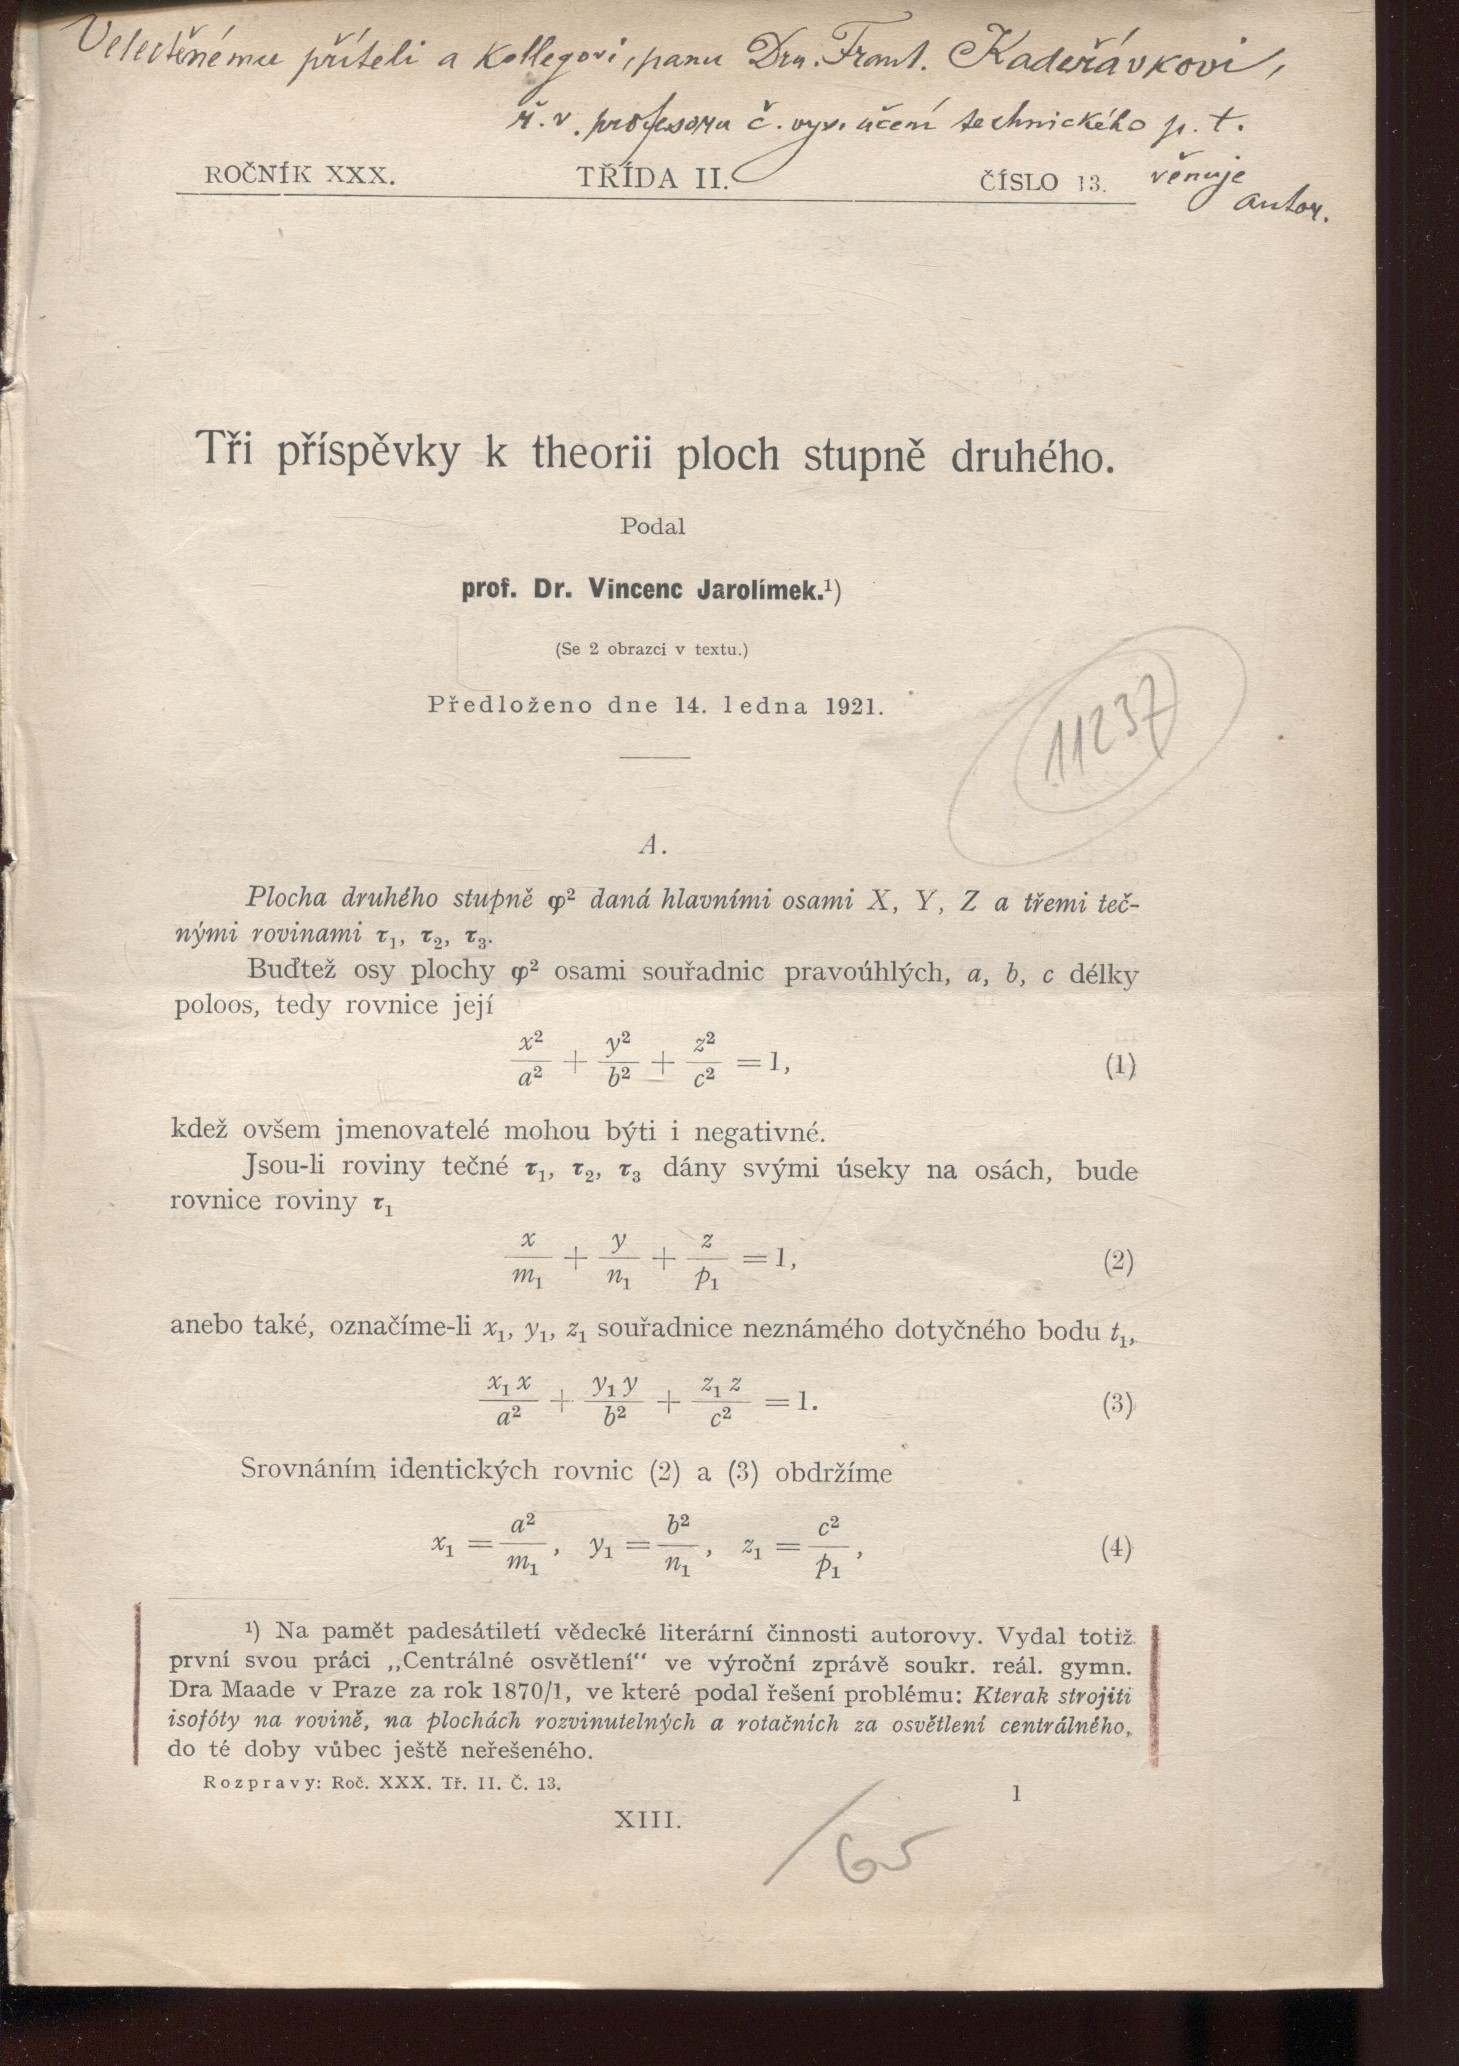 Velectěnému příteli a kollegovi, panu Dru. Frant. Kadeřávkovi,
ř. v. profesoru č. vys. učení technického p. t.
věnuje
autor.
ROČNÍK XXX. TŘÍDA II. ČÍSLO 13.
Tři příspěvky k theorii ploch stupně druhého.
Podal
prof. Dr. Vincenc Jarolímek.¹)
(Se 2 obrazci v textu.)
Předloženo dne 14. ledna 1921.
11237
A.
Plocha druhého stupně φ² daná hlavními osami X, Y, Z a třemi teč-
nými rovinami τ₁, τ₂, τ₃.
Buďtež osy plochy φ² osami souřadnic pravoúhlých, a, b, c délky
poloos, tedy rovnice její
x²/a² + y²/b² + z²/c² = 1, (1)
kdež ovšem jmenovatelé mohou býti i negativné.
Jsou-li roviny tečné τ₁, τ₂, τ₃ dány svými úseky na osách, bude
rovnice roviny τ₁
x/m₁ + y/n₁ + z/p₁ = 1, (2)
anebo také, označíme-li x₁, y₁, z₁ souřadnice neznámého dotyčného bodu t₁,
x₁x/a² + y₁y/b² + z₁z/c² = 1. (3)
Srovnáním identických rovnic (2) a (3) obdržíme
x₁ = a²/m₁, y₁ = b²/n₁, z₁ = c²/p₁, (4)
¹) Na pamět padesátiletí vědecké literární činnosti autorovy. Vydal totiž
první svou práci „Centrálné osvětlení“ ve výroční zprávě soukr. reál. gymn.
Dra Maade v Praze za rok 1870/1, ve které podal řešení problému: Kterak strojiti
isofóty na rovině, na plochách rozvinutelných a rotačních za osvětlení centrálného,
do té doby vůbec ještě neřešeného.
Rozpravy: Roč. XXX. Tř. II. Č. 13. 1
XIII.
/65